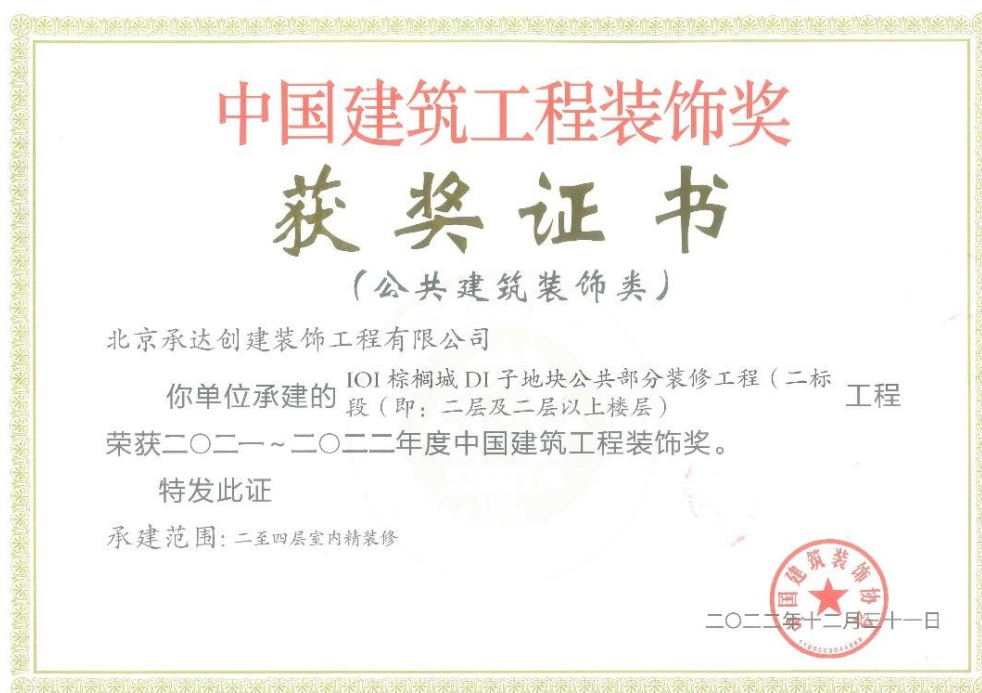 中国建筑工程装饰奖
获奖证书
（公共建筑装饰类）
北京承达创建装饰工程有限公司
你单位承建的 IOI 棕榈城 DI 子地块公共部分装修工程（二标
段（即：二层及二层以上楼层） 工程
荣获二〇二一～二〇二二年度中国建筑工程装饰奖。
特发此证
承建范围：二至四层室内精装修
中国建筑装饰协会
二〇二二年十二月三十一日